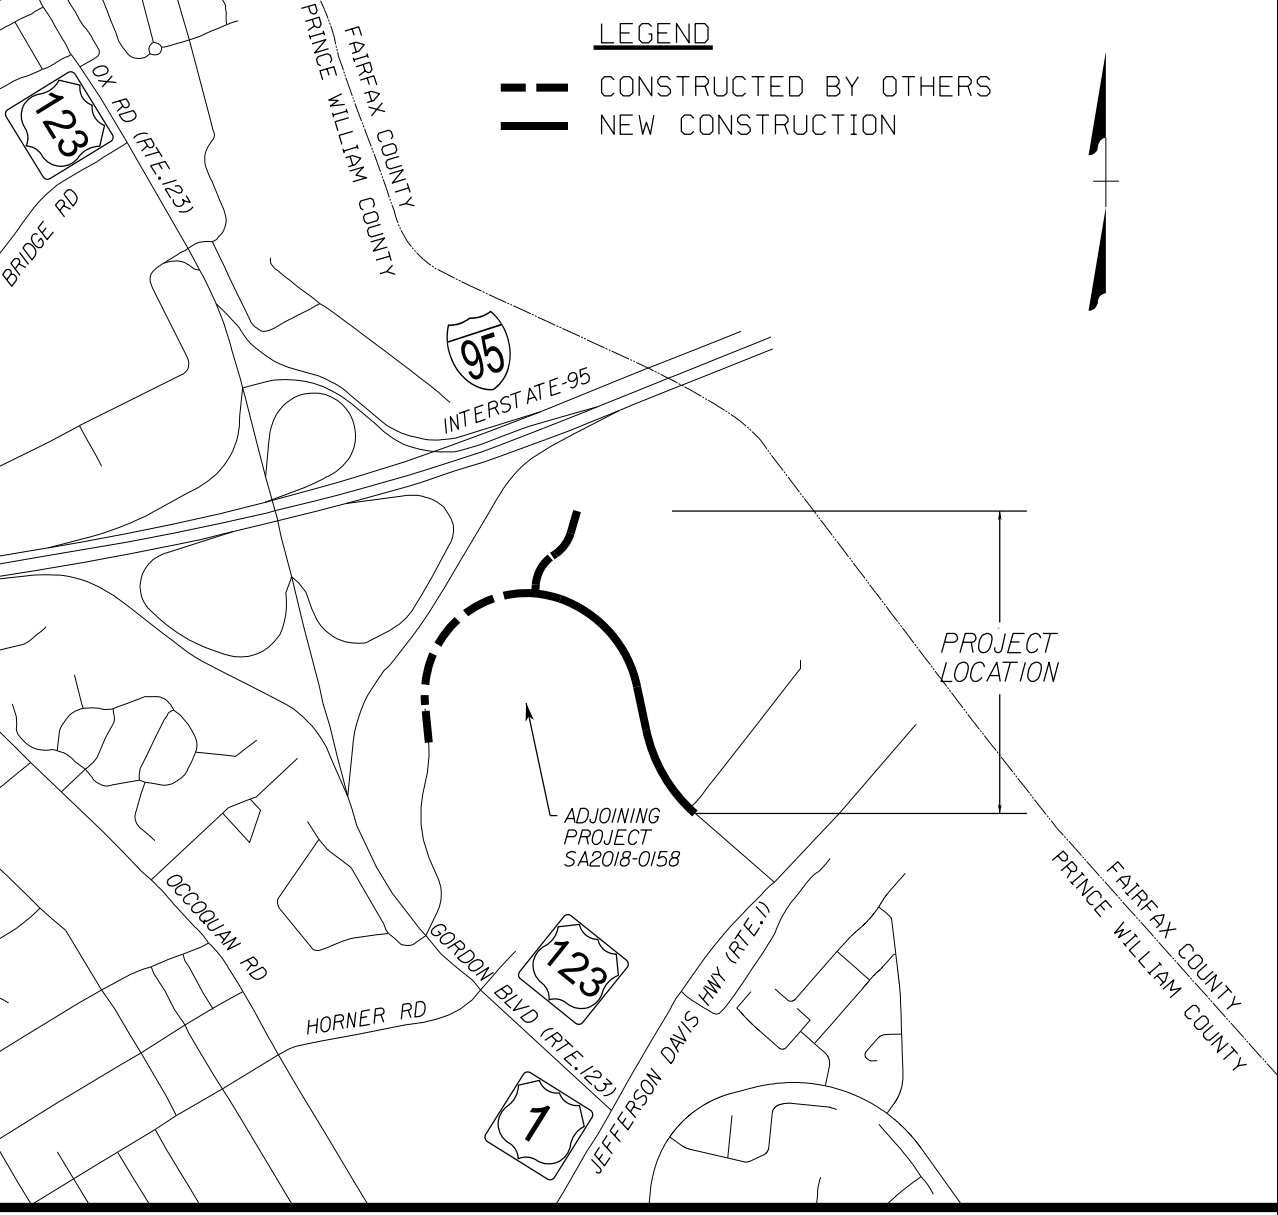 LEGEND
CONSTRUCTED BY OTHERS
NEW CONSTRUCTION
FAIRFAX COUNTY
PRINCE WILLIAM COUNTY
123
OX RD (RTE.123)
BRIDGE RD
95
INTERSTATE-95
PROJECT
LOCATION
ADJOINING
PROJECT
SA2018-0158
OCCOQUAN RD
GORDON BLVD (RTE.123)
123
HORNER RD
JEFFERSON DAVIS HWY (RTE.1)
1
FAIRFAX COUNTY
PRINCE WILLIAM COUNTY